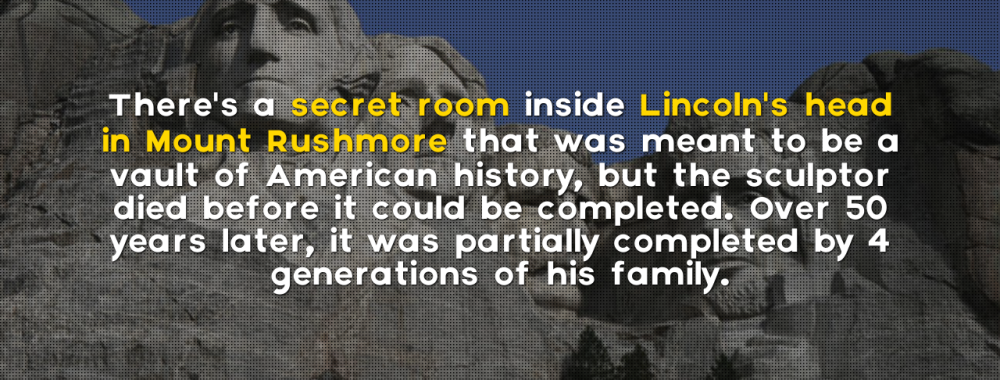 There's a secret room inside Lincoln's head
in Mount Rushmore that was meant to be a
vault of American history, but the sculptor
died before it could be completed. Over 50
years later, it was partially completed by 4
generations of his family.